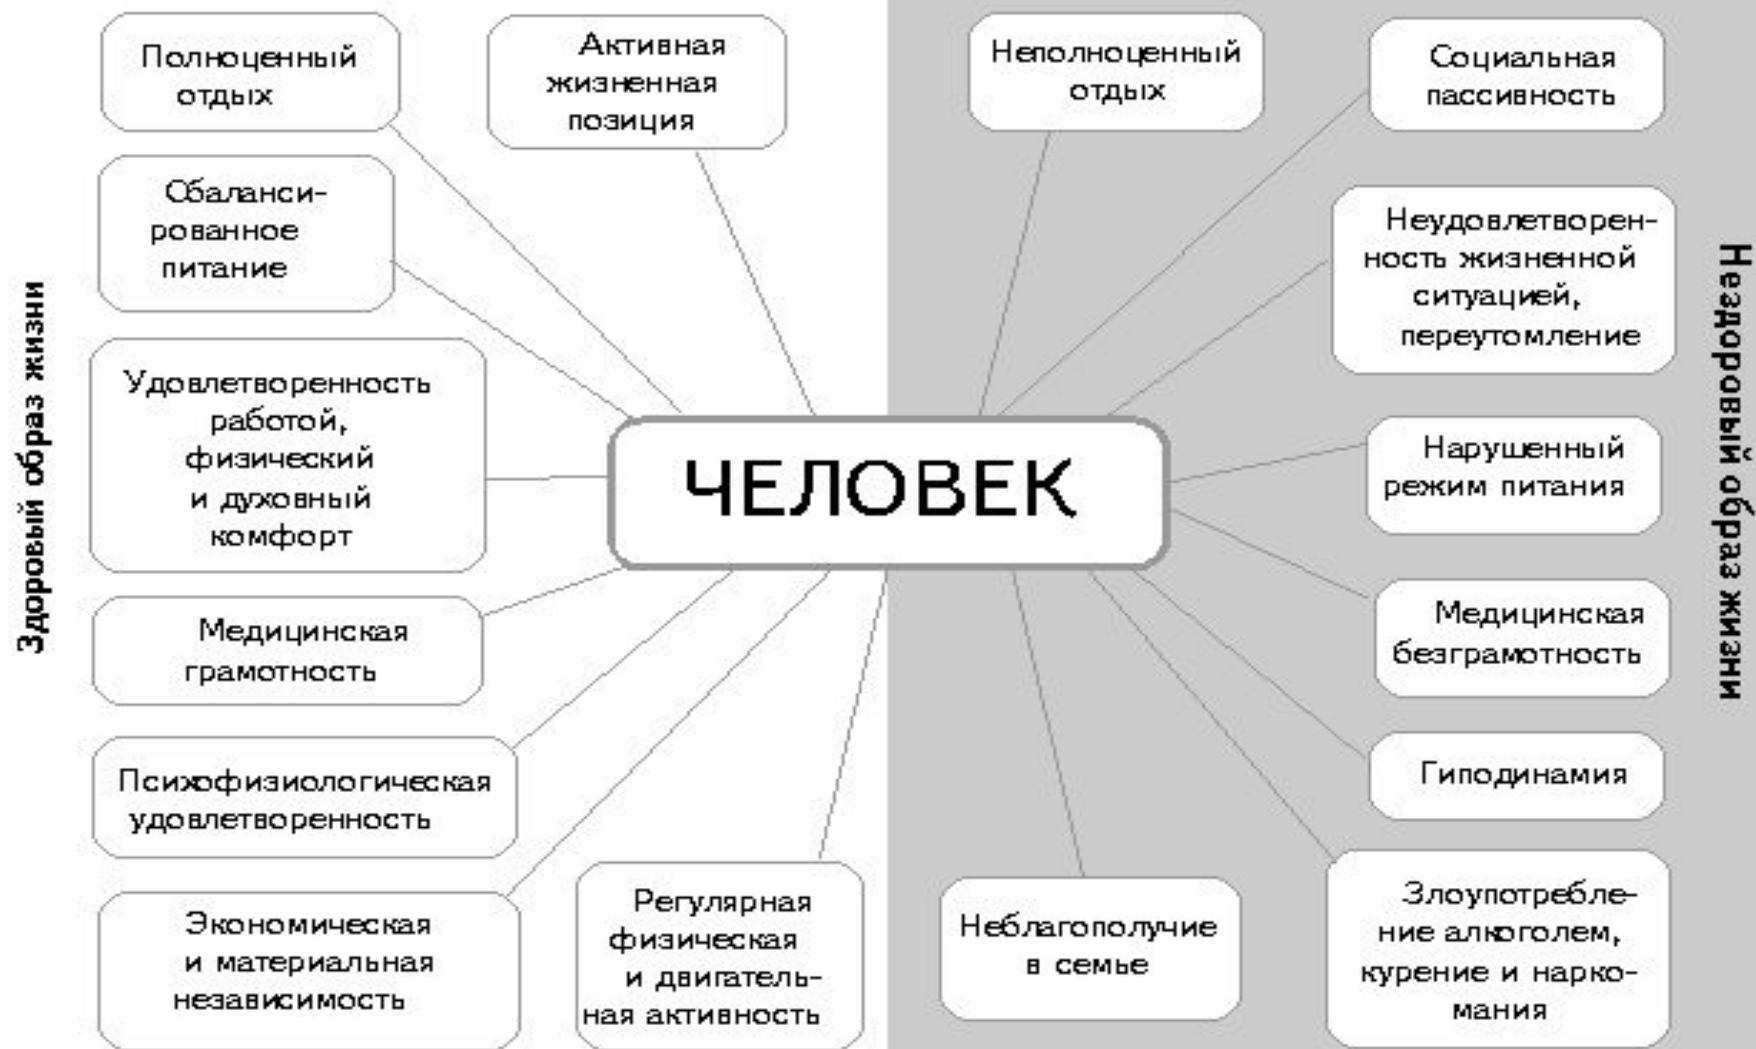 Здоровый образ жизни
Полноценный
отдых
Активная
жизненная
позиция
Сбаланси-
рованное
питание
Удовлетворенность
работой,
физический
и духовный
комфорт
Медицинская
грамотность
Психофизиологическая
удовлетворенность
Экономическая
и материальная
независимость
Регулярная
физическая
и двигатель-
ная активность
ЧЕЛОВЕК
Неполноценный
отдых
Социальная
пассивность
Неудовлетворен-
ность жизненной
ситуацией,
переутомление
Нарушенный
режим питания
Медицинская
безграмотность
Гиподинамия
Злоупотребле-
ние алкоголем,
курение и нарко-
мания
Неблагополучие
в семье
Нездоровый образ жизни